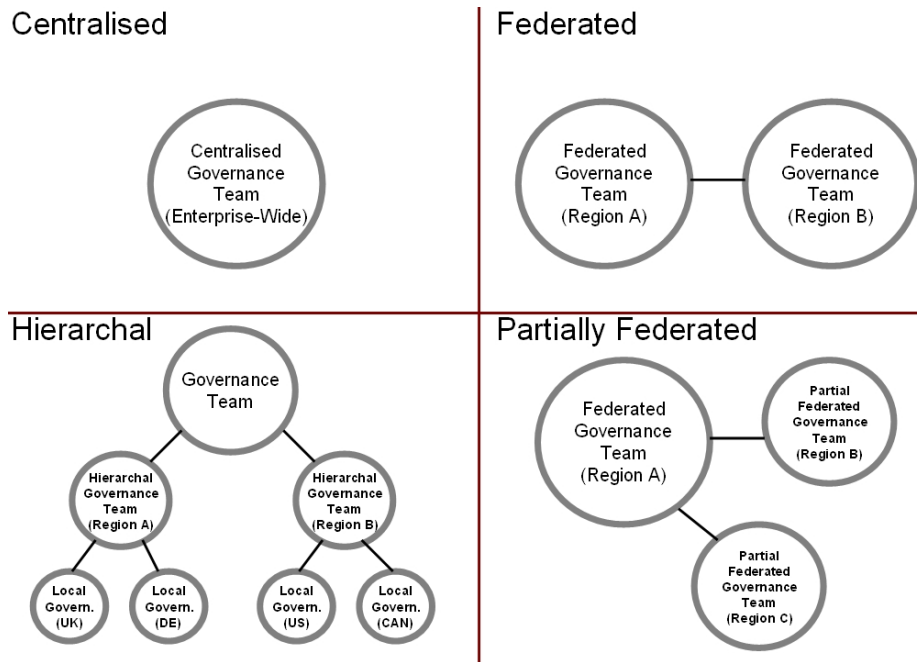 Centralised
Centralised
Governance
Team
(Enterprise-Wide)
Federated
Federated
Governance
Team
(Region A)
Federated
Governance
Team
(Region B)
Hierarchal
Governance
Team
Hierarchal
Governance
Team
(Region A)
Hierarchal
Governance
Team
(Region B)
Local
Govern.
(UK)
Local
Govern.
(DE)
Local
Govern.
(US)
Local
Govern.
(CAN)
Partially Federated
Federated
Governance
Team
(Region A)
Partial
Federated
Governance
Team
(Region B)
Partial
Federated
Governance
Team
(Region C)